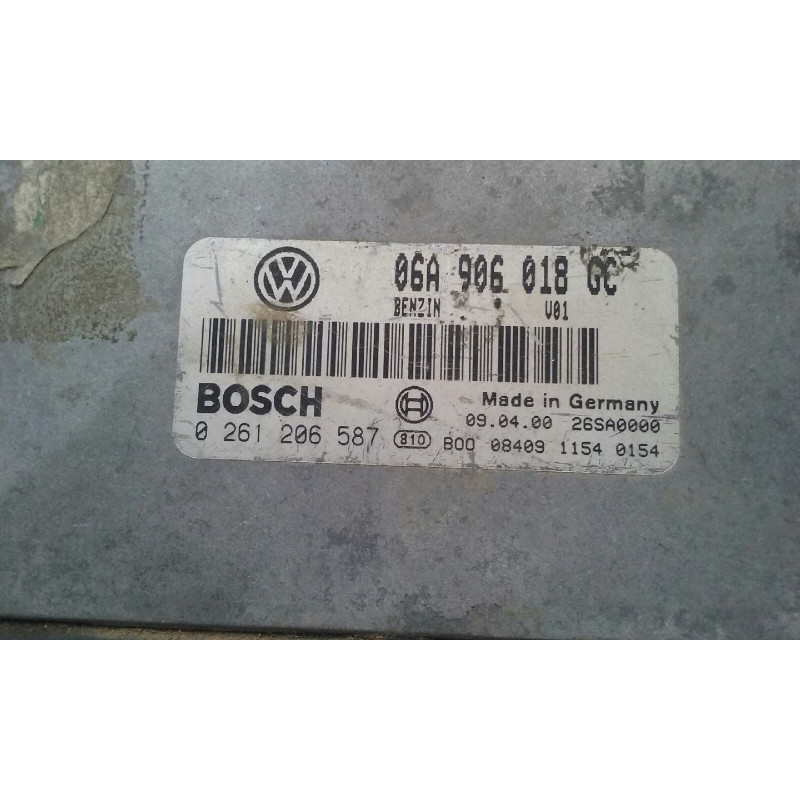 06A 906 018 GC
BENZIN V01
BOSCH
Made in Germany
09.04.00 26SA0000
0 261 206 587 810 B00 08409 1154 0154